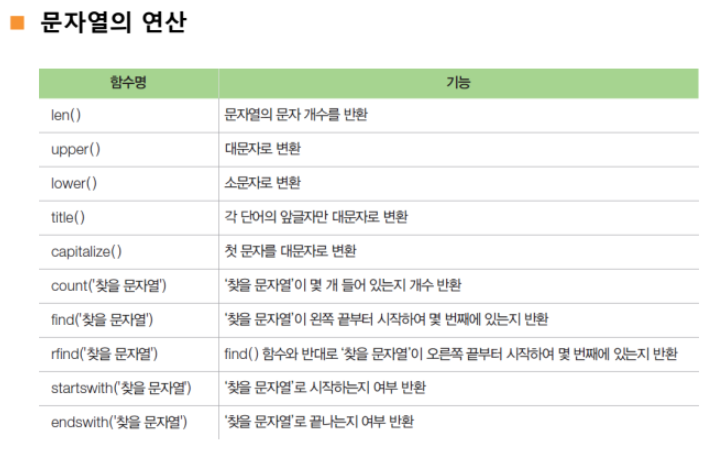 문자열의 연산
함수명 기능
len() 문자열의 문자 개수를 반환
upper() 대문자로 변환
lower() 소문자로 변환
title() 각 단어의 앞글자만 대문자로 변환
capitalize() 첫 문자를 대문자로 변환
count('찾을 문자열') '찾을 문자열'이 몇 개 들어 있는지 개수 반환
find('찾을 문자열') '찾을 문자열'이 왼쪽 끝부터 시작하여 몇 번째에 있는지 반환
rfind('찾을 문자열') find() 함수와 반대로 '찾을 문자열'이 오른쪽 끝부터 시작하여 몇 번째에 있는지 반환
startswith('찾을 문자열') '찾을 문자열'로 시작하는지 여부 반환
endswith('찾을 문자열') '찾을 문자열'로 끝나는지 여부 반환